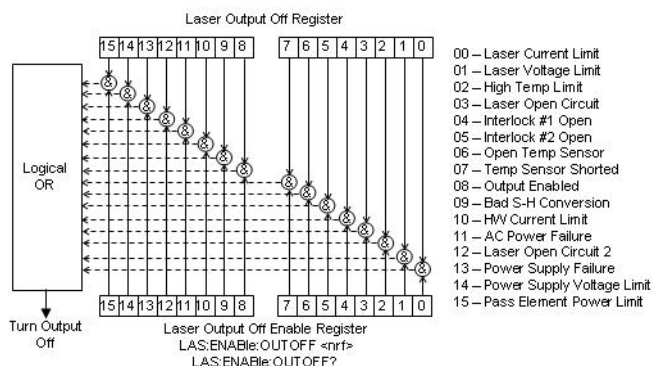 Laser Output Off Register
15 14 13 12 11 10 9 8 7 6 5 4 3 2 1 0
& & & & & & & & & & & & & & & &
Logical
OR
Turn Output
Off
15 14 13 12 11 10 9 8 7 6 5 4 3 2 1 0
Laser Output Off Enable Register
LAS:ENABle:OUTOFF <nrf>
LAS:ENABle:OUTOFF?
00 – Laser Current Limit
01 – Laser Voltage Limit
02 – High Temp Limit
03 – Laser Open Circuit
04 – Interlock #1 Open
05 – Interlock #2 Open
06 – Open Temp Sensor
07 – Temp Sensor Shorted
08 – Output Enabled
09 – Bad S-H Conversion
10 – HW Current Limit
11 – AC Power Failure
12 – Laser Open Circuit 2
13 – Power Supply Failure
14 – Power Supply Voltage Limit
15 – Pass Element Power Limit